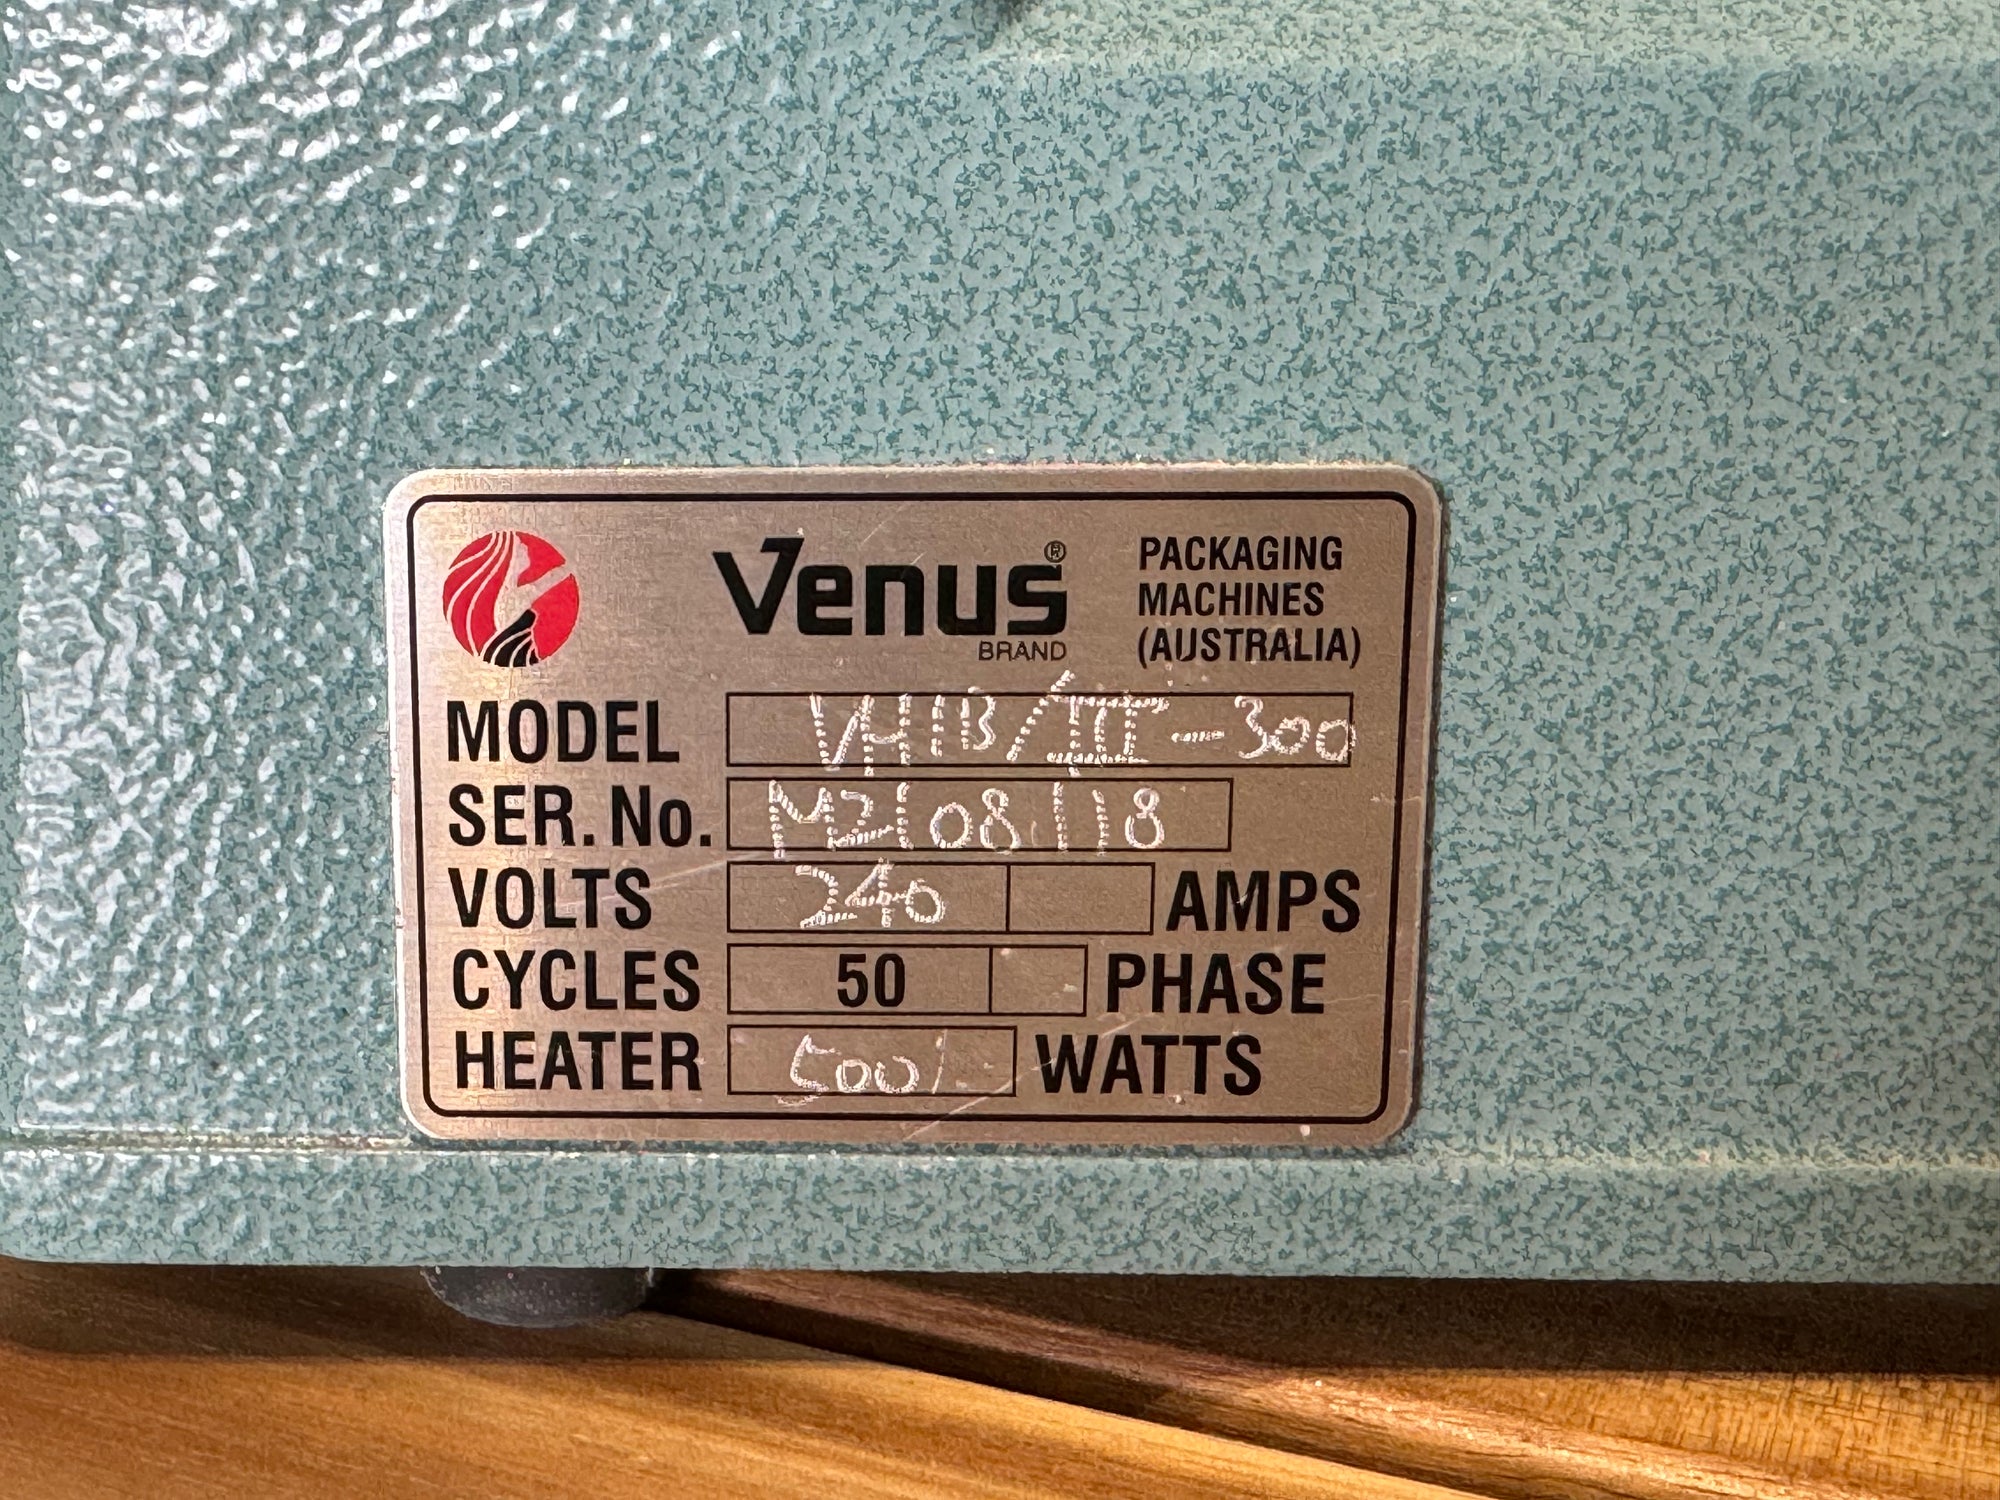 Venus®
BRAND
PACKAGING
MACHINES
(AUSTRALIA)
MODEL VHIB/III-300
SER. No. M2108118
VOLTS 240 AMPS
CYCLES 50 PHASE
HEATER 500/- WATTS